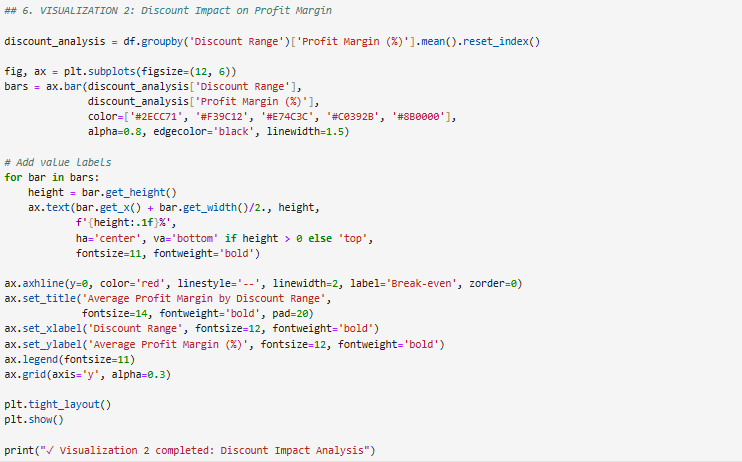 ## 6. VISUALIZATION 2: Discount Impact on Profit Margin
discount_analysis = df.groupby('Discount Range')['Profit Margin (%)'].mean().reset_index()
fig, ax = plt.subplots(figsize=(12, 6))
bars = ax.bar(discount_analysis['Discount Range'],
discount_analysis['Profit Margin (%)'],
color=['#2ECC71', '#F39C12', '#E74C3C', '#C0392B', '#8B0000'],
alpha=0.8, edgecolor='black', linewidth=1.5)
# Add value labels
for bar in bars:
height = bar.get_height()
ax.text(bar.get_x() + bar.get_width()/2., height,
f'{height:.1f}%',
ha='center', va='bottom' if height > 0 else 'top',
fontsize=11, fontweight='bold')
ax.axhline(y=0, color='red', linestyle='--', linewidth=2, label='Break-even', zorder=0)
ax.set_title('Average Profit Margin by Discount Range',
fontsize=14, fontweight='bold', pad=20)
ax.set_xlabel('Discount Range', fontsize=12, fontweight='bold')
ax.set_ylabel('Average Profit Margin (%)', fontsize=12, fontweight='bold')
ax.legend(fontsize=11)
ax.grid(axis='y', alpha=0.3)
plt.tight_layout()
plt.show()
print("✓ Visualization 2 completed: Discount Impact Analysis")